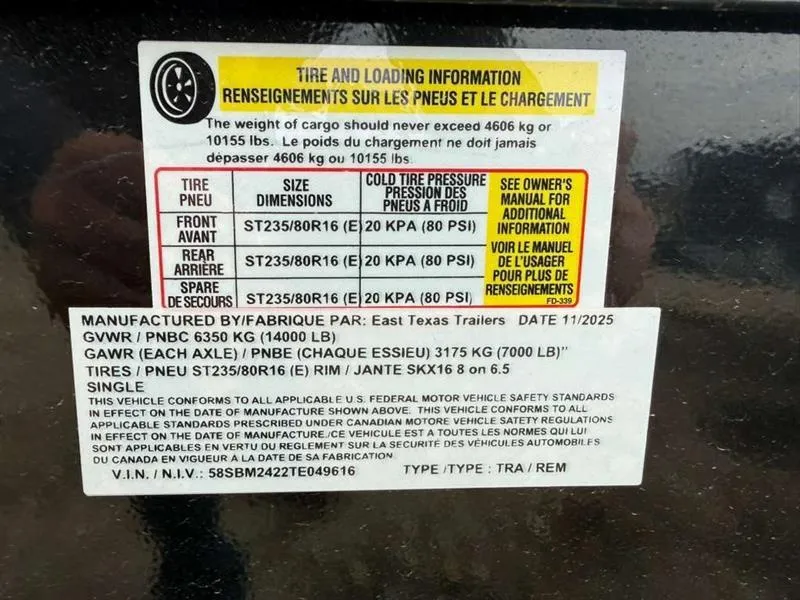 TIRE AND LOADING INFORMATION
RENSEIGNEMENTS SUR LES PNEUS ET LE CHARGEMENT
The weight of cargo should never exceed 4606 kg or
10155 lbs. Le poids du chargement ne doit jamais
dépasser 4606 kg ou 10155 lbs.
TIRE PNEU
SIZE DIMENSIONS
COLD TIRE PRESSURE PRESSION DES PNEUS A FROID
FRONT AVANT
ST235/80R16 (E)
20 KPA (80 PSI)
REAR ARRIÈRE
ST235/80R16 (E)
20 KPA (80 PSI)
SPARE DE SECOURS
ST235/80R16 (E)
20 KPA (80 PSI)
SEE OWNER'S
MANUAL FOR
ADDITIONAL
INFORMATION
VOIR LE MANUEL
DE L'USAGER
POUR PLUS DE
RENSEIGNEMENTS
FD-339
MANUFACTURED BY/FABRIQUE PAR: East Texas Trailers DATE 11/2025
GVWR / PNBC 6350 KG (14000 LB)
GAWR (EACH AXLE) / PNBE (CHAQUE ESSIEU) 3175 KG (7000 LB)"
TIRES / PNEU ST235/80R16 (E) RIM / JANTE SKX16 8 on 6.5
SINGLE
THIS VEHICLE CONFORMS TO ALL APPLICABLE U.S. FEDERAL MOTOR VEHICLE SAFETY STANDARDS
IN EFFECT ON THE DATE OF MANUFACTURE SHOWN ABOVE. THIS VEHICLE CONFORMS TO ALL
APPLICABLE STANDARDS PRESCRIBED UNDER CANADIAN MOTORE VEHICLE SAFETY REGULATIONS
IN EFFECT ON THE DATE OF MANUFACTURE./CE VEHICULE EST A TOUTES LES NORMES QUI LUI
SONT APPLICABLES EN VERTU DU REGLEMENT SUR LA SECURITE DES VÉHICULES AUTOMOBILES
DU CANADA EN VIGUEUR A LA DATE DE SA FABRICATION
V.I.N. / N.I.V.: 58SBM2422TE049616 TYPE /TYPE : TRA / REM